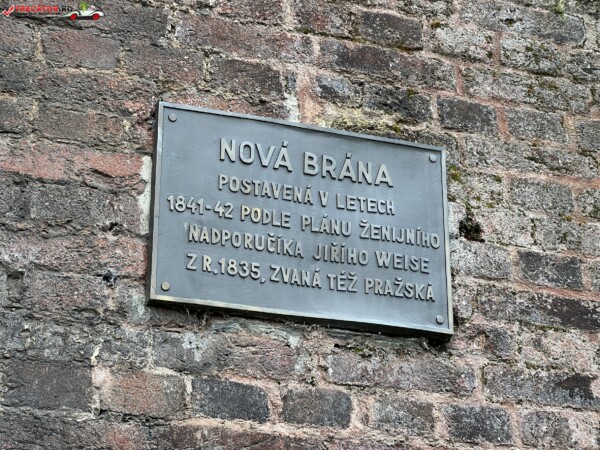 NOVÁ BRÁNA
POSTAVENÁ V LETECH
1841-42 PODLE PLÁNU ŽENIJNÍHO
NADPORUČÍKA JIŘÍHO WEISE
Z R. 1835, ZVANÁ TÉŽ PRAŽSKÁ